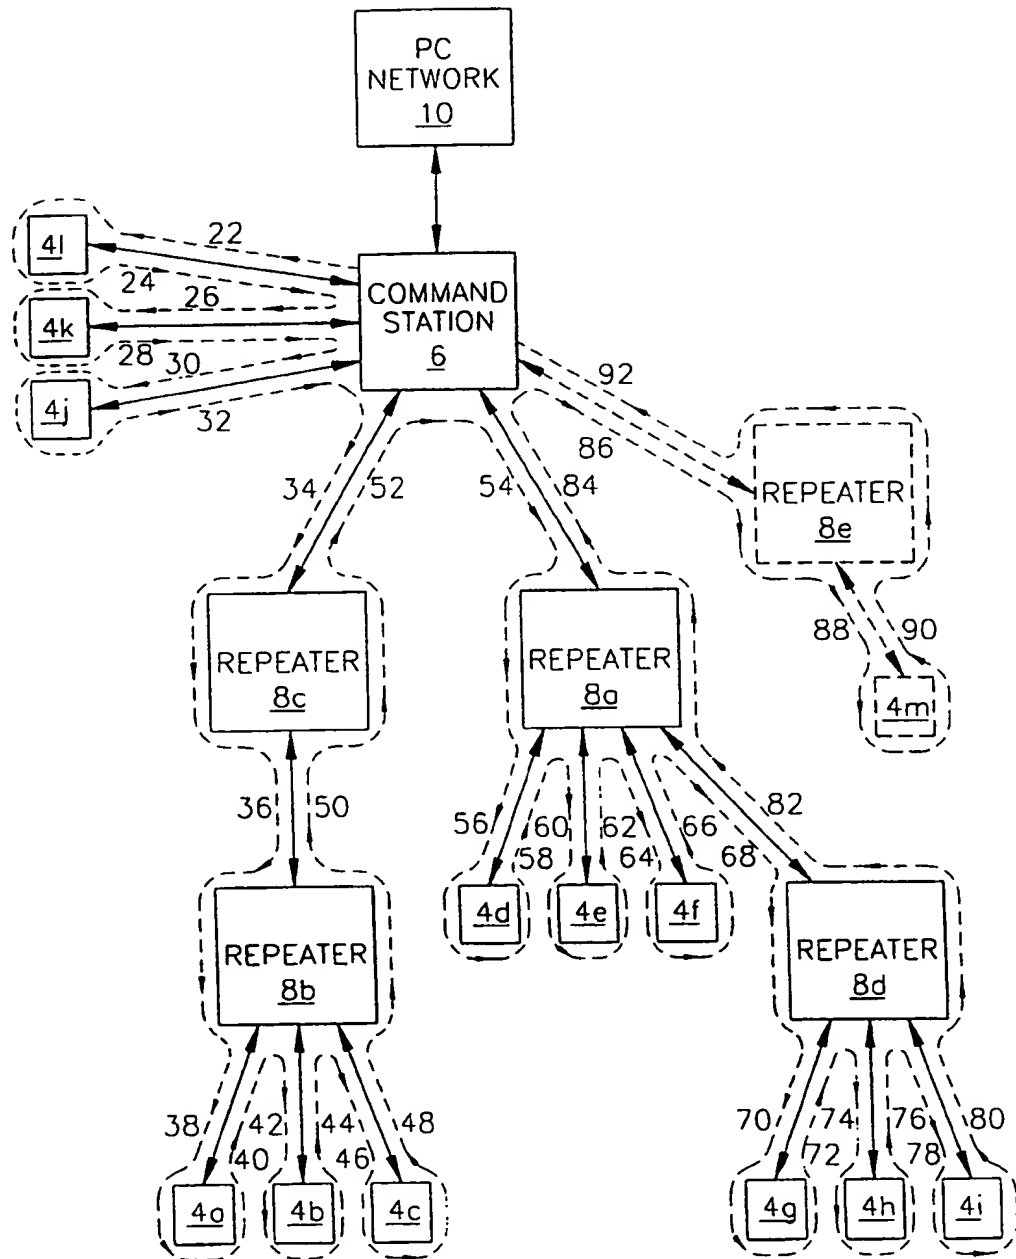 PC
NETWORK
10
4l
22
24
26
4k
28
30
4j
32
COMMAND
STATION
6
92
86
34
52
54
84
REPEATER
8e
88
90
4m
REPEATER
8c
REPEATER
8a
36
50
56
58
60
62
64
66
68
82
4d
4e
4f
REPEATER
8b
REPEATER
8d
38
40
42
44
46
48
70
72
74
76
78
80
4a
4b
4c
4g
4h
4i